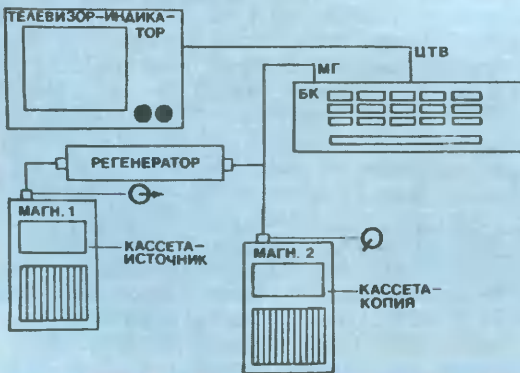 ТЕЛЕВИЗОР-ИНДИКА-
ТОР
ЦТВ
МГ
БК
РЕГЕНЕРАТОР
МАГН. 1
КАССЕТА-
ИСТОЧНИК
МАГН. 2
КАССЕТА-
КОПИЯ